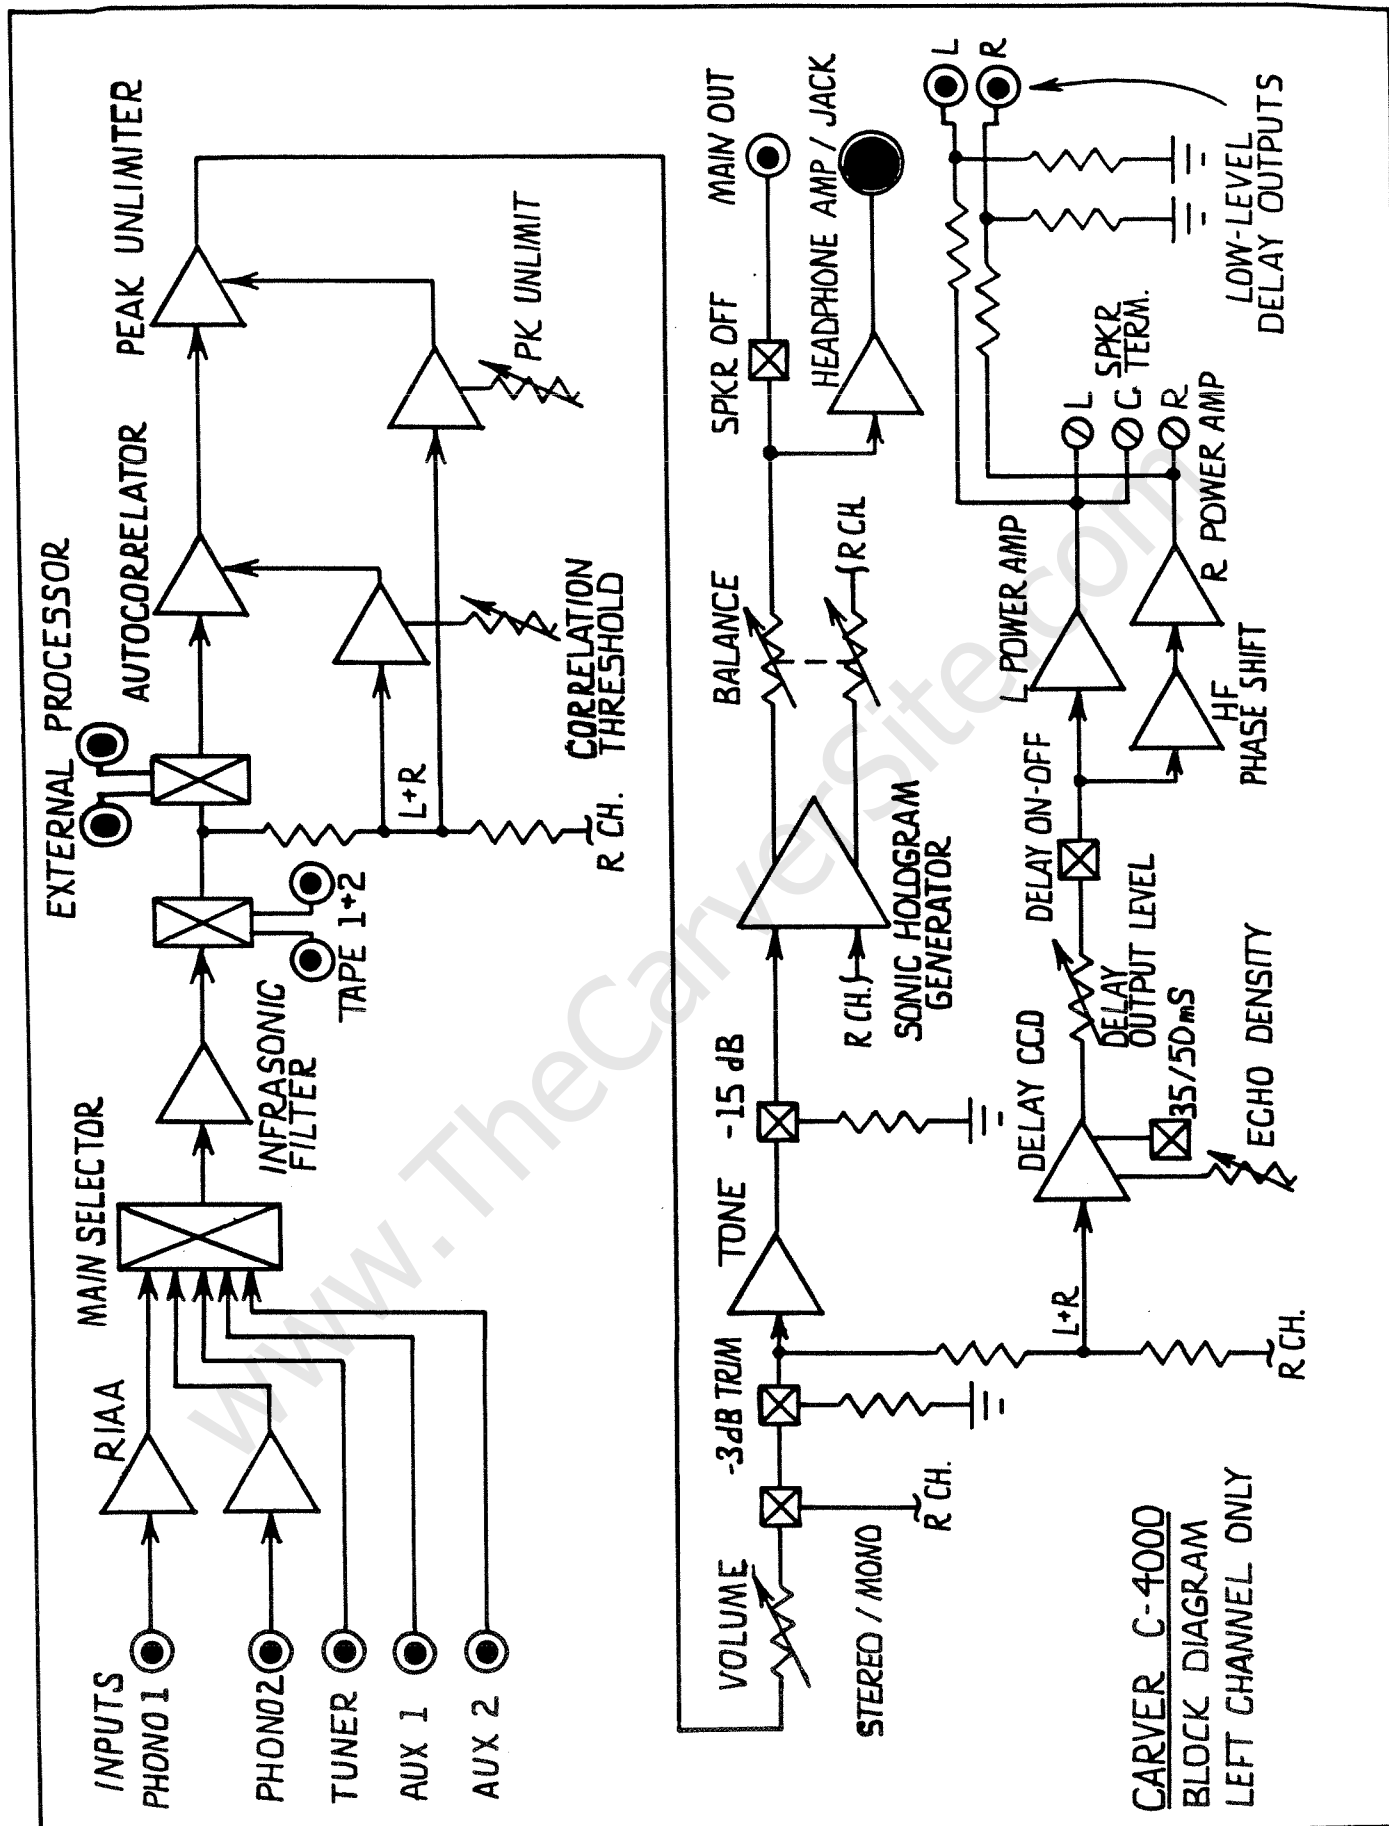 INPUTS
PHONO 1
PHONO2
TUNER
AUX 1
AUX 2
RIAA
MAIN SELECTOR
INFRASONIC
FILTER
TAPE 1+2
EXTERNAL PROCESSOR
AUTOCORRELATOR
PEAK UNLIMITER
L+R
R CH.
CORRELATION
THRESHOLD
PK UNLIMIT
VOLUME
STEREO / MONO
R CH.
-3dB TRIM
TONE
-15 dB
R CH.
SONIC HOLOGRAM
GENERATOR
BALANCE
R CH.
SPKR OFF
MAIN OUT
HEADPHONE AMP / JACK
L+R
R CH.
DELAY CCD
35/50mS
ECHO DENSITY
DELAY
OUTPUT LEVEL
DELAY ON-OFF
L POWER AMP
HF
PHASE SHIFT
R POWER AMP
L
C
R
SPKR
TERM.
L
R
LOW-LEVEL
DELAY OUTPUTS
CARVER C-4000
BLOCK DIAGRAM
LEFT CHANNEL ONLY
www.TheCarverSite.com